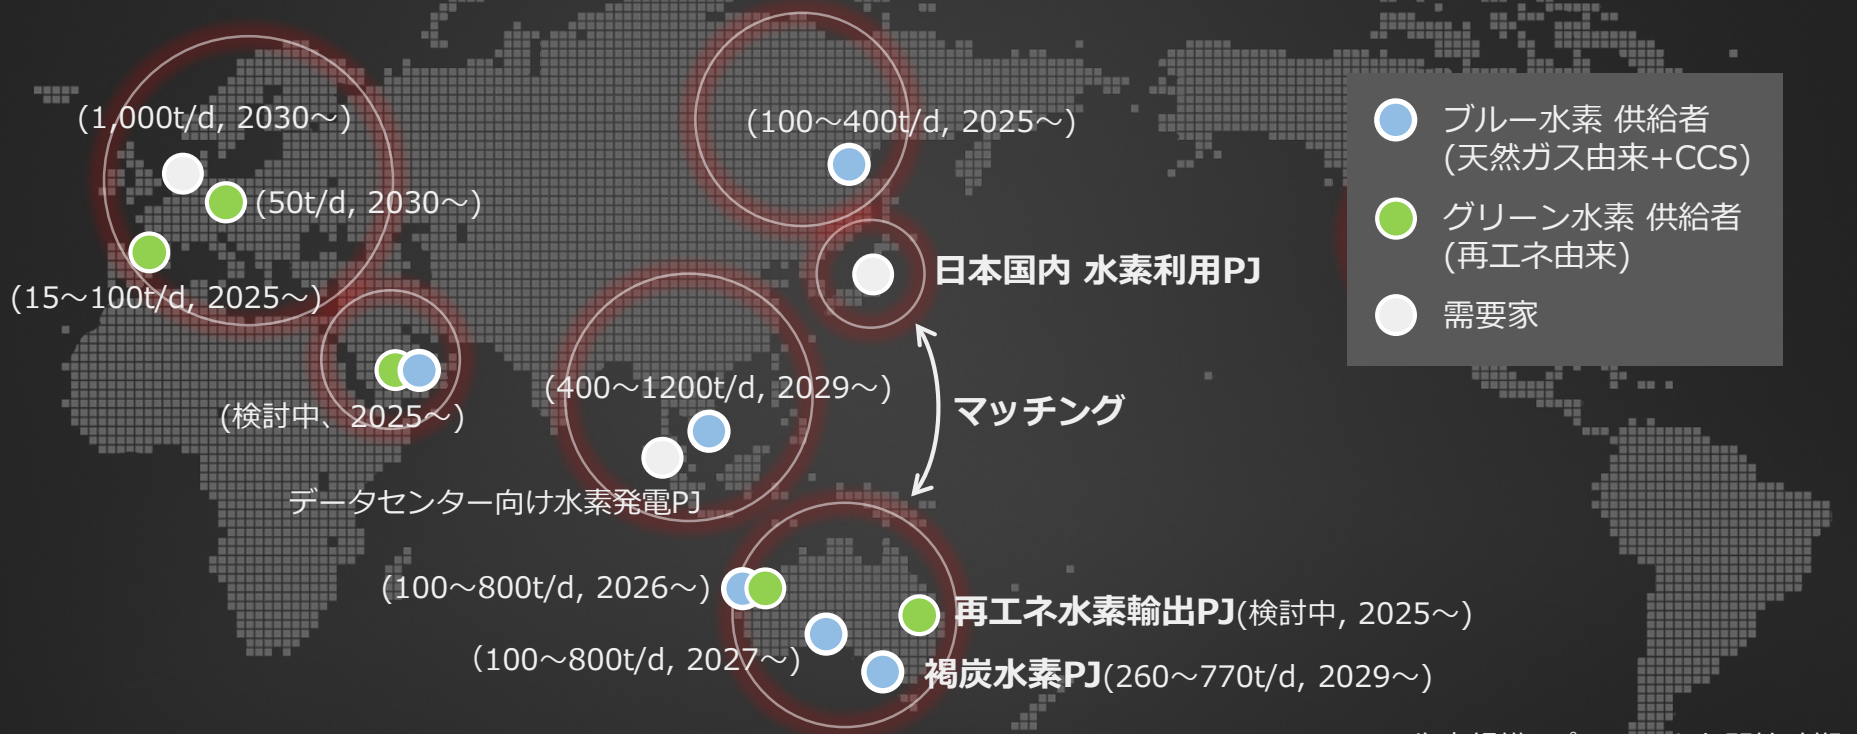 (1,000t/d, 2030～)
(50t/d, 2030～)
(15～100t/d, 2025～)
(検討中、2025～)
(100～400t/d, 2025～)
日本国内 水素利用PJ
マッチング
(400～1200t/d, 2029～)
データセンター向け水素発電PJ
(100～800t/d, 2026～)
(100～800t/d, 2027～)
再エネ水素輸出PJ(検討中, 2025～)
褐炭水素PJ(260～770t/d, 2029～)
ブルー水素 供給者
(天然ガス由来+CCS)
グリーン水素 供給者
(再エネ由来)
需要家